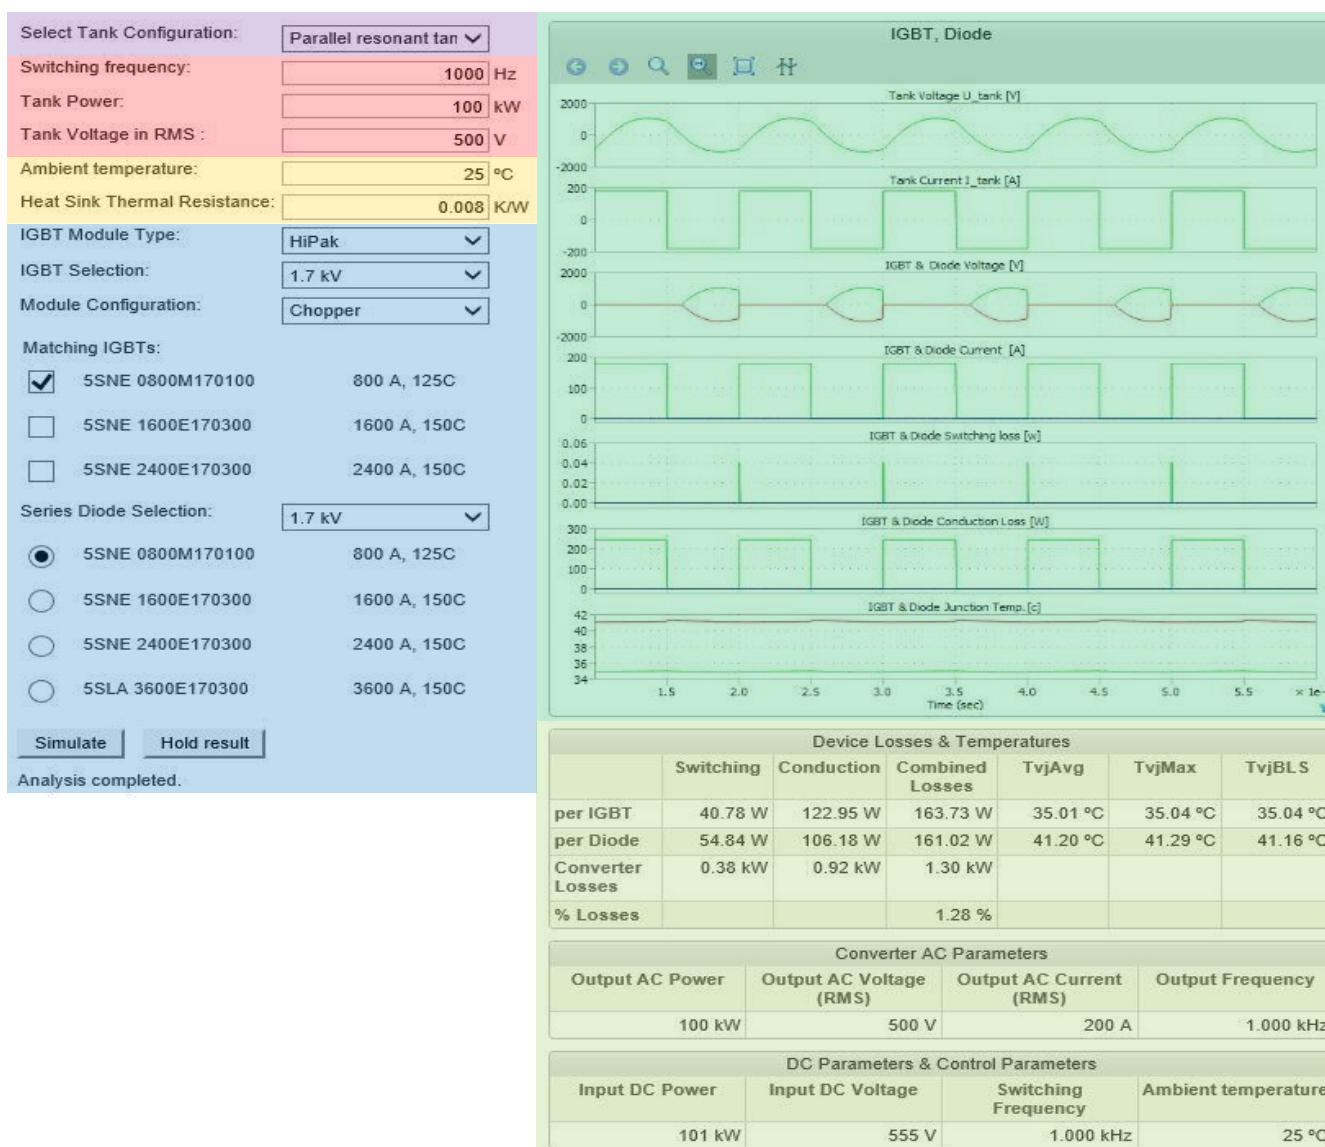 Select Tank Configuration: Parallel resonant tan
Switching frequency: 1000 Hz
Tank Power: 100 kW
Tank Voltage in RMS : 500 V
Ambient temperature: 25 ºC
Heat Sink Thermal Resistance: 0.008 K/W
IGBT Module Type: HiPak
IGBT Selection: 1.7 kV
Module Configuration: Chopper
Matching IGBTs:
5SNE 0800M170100 800 A, 125C
5SNE 1600E170300 1600 A, 150C
5SNE 2400E170300 2400 A, 150C
Series Diode Selection: 1.7 kV
5SNE 0800M170100 800 A, 125C
5SNE 1600E170300 1600 A, 150C
5SNE 2400E170300 2400 A, 150C
5SLA 3600E170300 3600 A, 150C
Simulate Hold result
Analysis completed.
IGBT, Diode
Tank Voltage U_tank [V]
2000
0
-2000
Tank Current I_tank [A]
200
0
-200
IGBT & Diode Voltage [V]
2000
0
-2000
IGBT & Diode Current [A]
200
100
0
IGBT & Diode Switching loss [w]
0.06
0.04
0.02
0.00
IGBT & Diode Conduction Loss [W]
300
200
100
0
IGBT & Diode Junction Temp.[c]
42
40
38
36
34
1.5 2.0 2.5 3.0 3.5 4.0 4.5 5.0 5.5 × 1e-
Time (sec)
Device Losses & Temperatures
Switching Conduction Combined Losses TvjAvg TvjMax TvjBLS
per IGBT 40.78 W 122.95 W 163.73 W 35.01 ºC 35.04 ºC 35.04 ºC
per Diode 54.84 W 106.18 W 161.02 W 41.20 ºC 41.29 ºC 41.16 ºC
Converter Losses 0.38 kW 0.92 kW 1.30 kW
% Losses 1.28 %
Converter AC Parameters
Output AC Power Output AC Voltage (RMS) Output AC Current (RMS) Output Frequency
100 kW 500 V 200 A 1.000 kHz
DC Parameters & Control Parameters
Input DC Power Input DC Voltage Switching Frequency Ambient temperature
101 kW 555 V 1.000 kHz 25 ºC